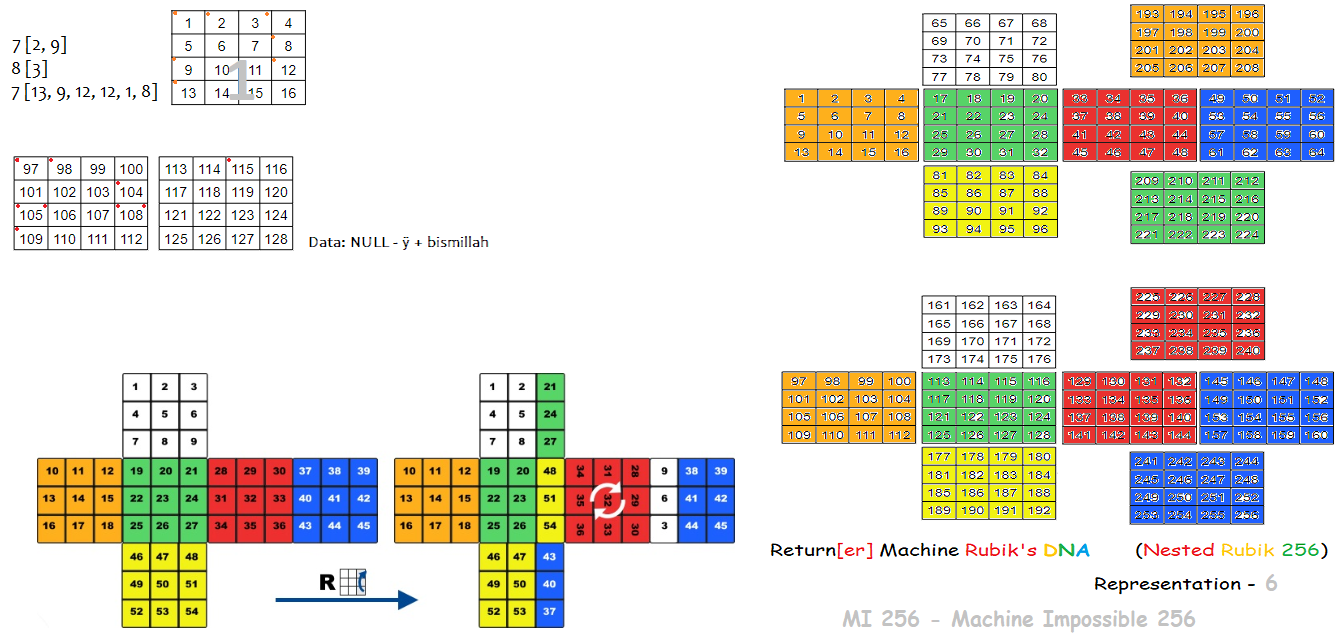 7 [2, 9]
8 [3]
7 [13, 9, 12, 12, 1, 8]
1 2 3 4
5 6 7 8
9 10 11 12
13 14 15 16
1
97 98 99 100
101 102 103 104
105 106 107 108
109 110 111 112
113 114 115 116
117 118 119 120
121 122 123 124
125 126 127 128
Data: NULL - ÿ + bismillah
65 66 67 68
69 70 71 72
73 74 75 76
77 78 79 80
193 194 195 196
197 198 199 200
201 202 203 204
205 206 207 208
1 2 3 4 17 18 19 20 33 34 35 36 49 50 51 52
5 6 7 8 21 22 23 24 37 38 39 40 53 54 55 56
9 10 11 12 25 26 27 28 41 42 43 44 57 58 59 60
13 14 15 16 29 30 31 32 45 46 47 48 61 62 63 64
81 82 83 84
85 86 87 88
89 90 91 92
93 94 95 96
209 210 211 212
213 214 215 216
217 218 219 220
221 222 223 224
161 162 163 164
165 166 167 168
169 170 171 172
173 174 175 176
225 226 227 228
229 230 231 232
233 234 235 236
237 238 239 240
97 98 99 100 113 114 115 116 129 130 131 132 145 146 147 148
101 102 103 104 117 118 119 120 133 134 135 136 149 150 151 152
105 106 107 108 121 122 123 124 137 138 139 140 153 154 155 156
109 110 111 112 125 126 127 128 141 142 143 144 157 158 159 160
177 178 179 180
181 182 183 184
185 186 187 188
189 190 191 192
241 242 243 244
245 246 247 248
249 250 251 252
253 254 255 256
1 2 3
4 5 6
7 8 9
10 11 12 19 20 21 28 29 30 37 38 39
13 14 15 22 23 24 31 32 33 40 41 42
16 17 18 25 26 27 34 35 36 43 44 45
46 47 48
49 50 51
52 53 54
R
1 2 21
4 5 24
7 8 27
10 11 12 19 20 48 34 31 28 9 38 39
13 14 15 22 23 51 35 32 29 6 41 42
16 17 18 25 26 54 36 33 30 3 44 45
46 47 43
49 50 40
52 53 37
Return[er] Machine Rubik's DNA (Nested Rubik 256)
Representation - 6
MI 256 - Machine Impossible 256